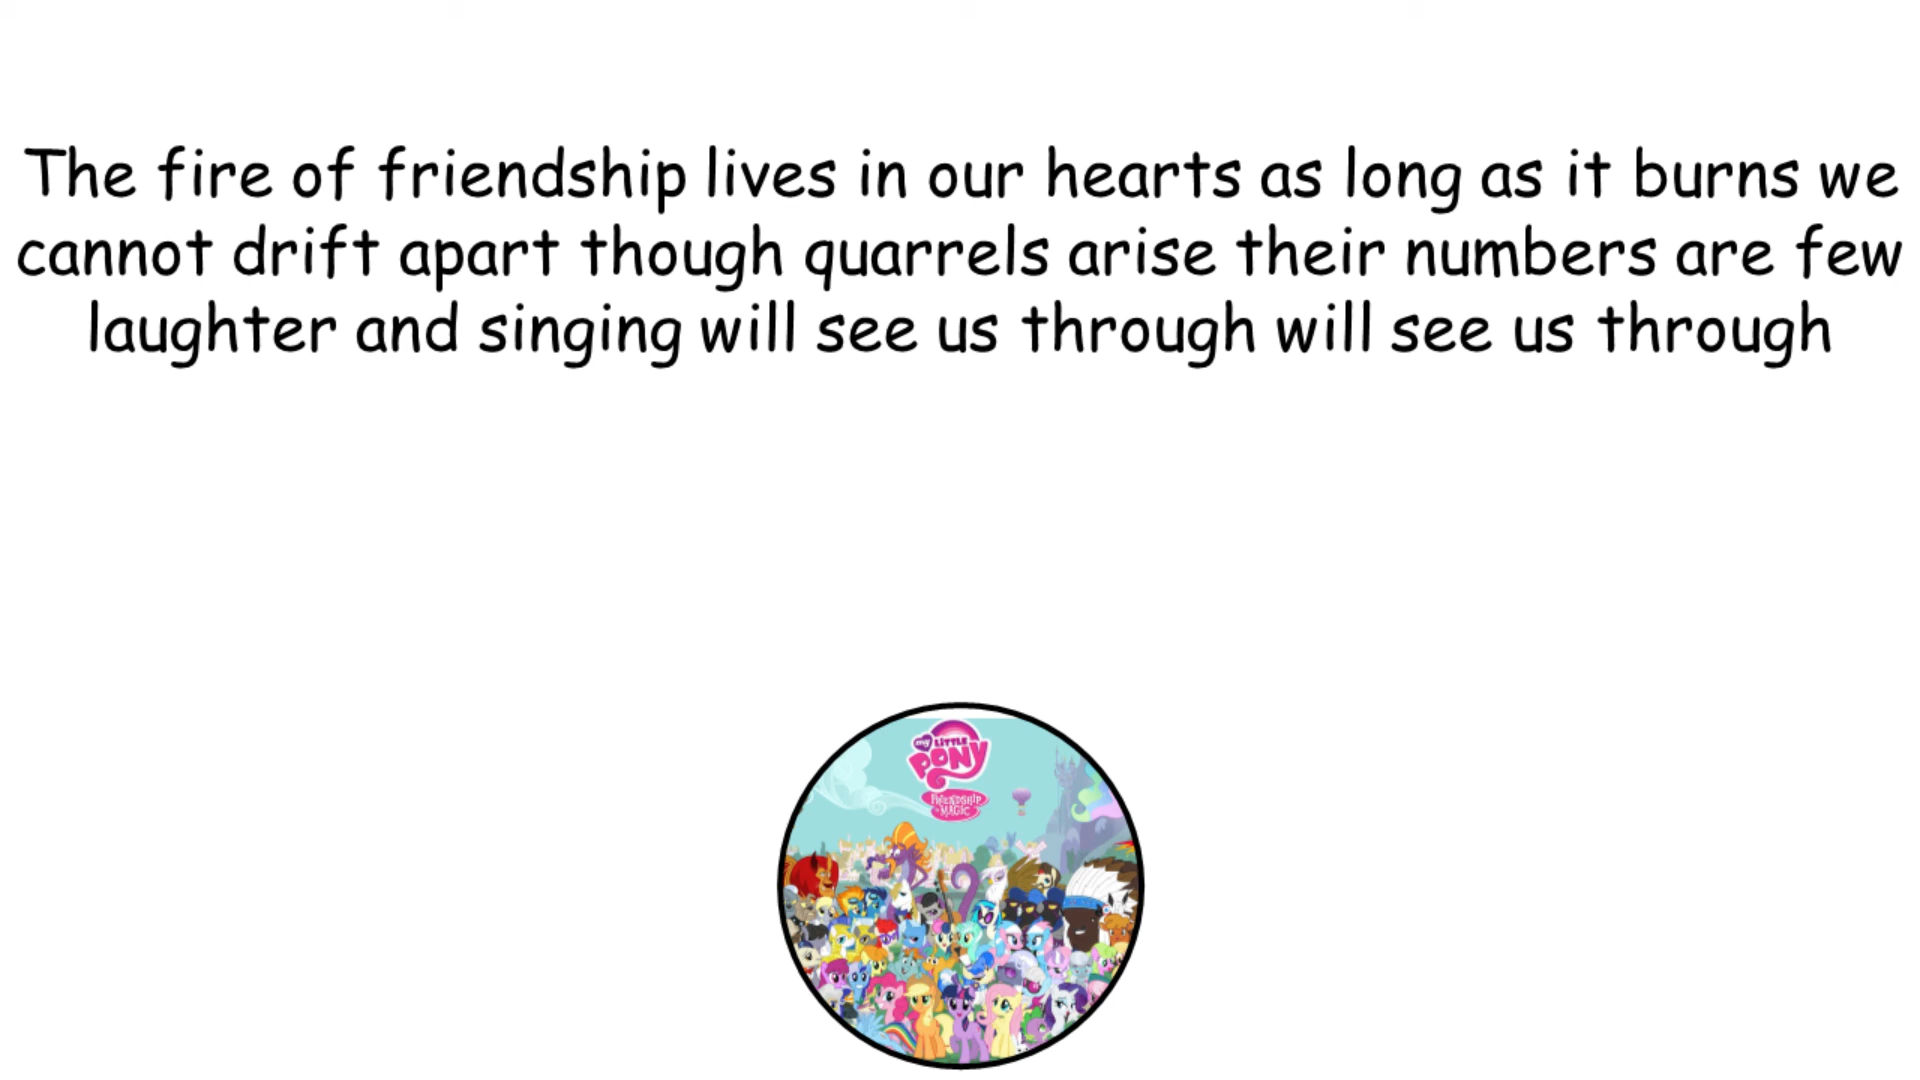 The fire of friendship lives in our hearts as long as it burns we
cannot drift apart though quarrels arise their numbers are few
laughter and singing will see us through will see us through
my LITTLE
PONY
FRIENDSHIP
is MAGIC